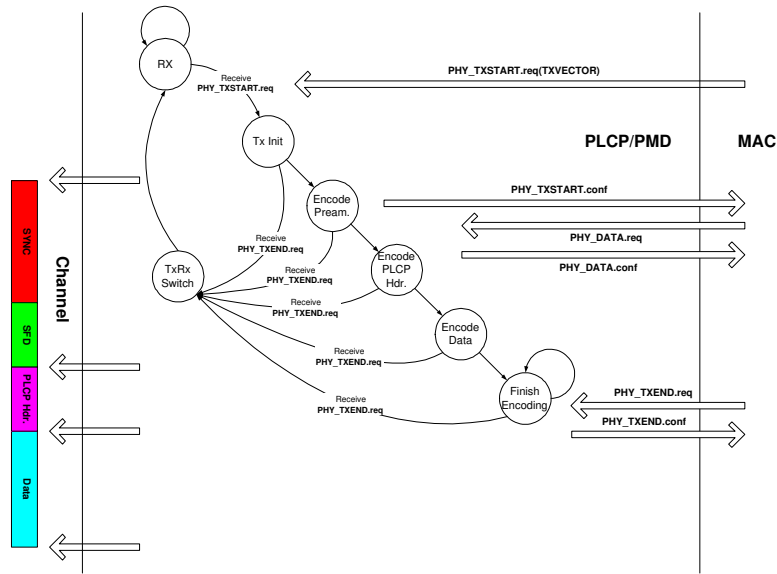 RX
Receive
PHY_TXSTART.req
PHY_TXSTART.req(TXVECTOR)
Tx Init
PLCP/PMD
MAC
Encode
Pream.
PHY_TXSTART.conf
PHY_DATA.req
PHY_DATA.conf
Receive
PHY_TXEND.req
Receive
PHY_TXEND.req
Encode
PLCP
Hdr.
TxRx
Switch
Receive
PHY_TXEND.req
Encode
Data
Receive
PHY_TXEND.req
Finish
Encoding
Receive
PHY_TXEND.req
PHY_TXEND.req
PHY_TXEND.conf
Channel
SYNC
SFD
PLCP Hdr.
Data